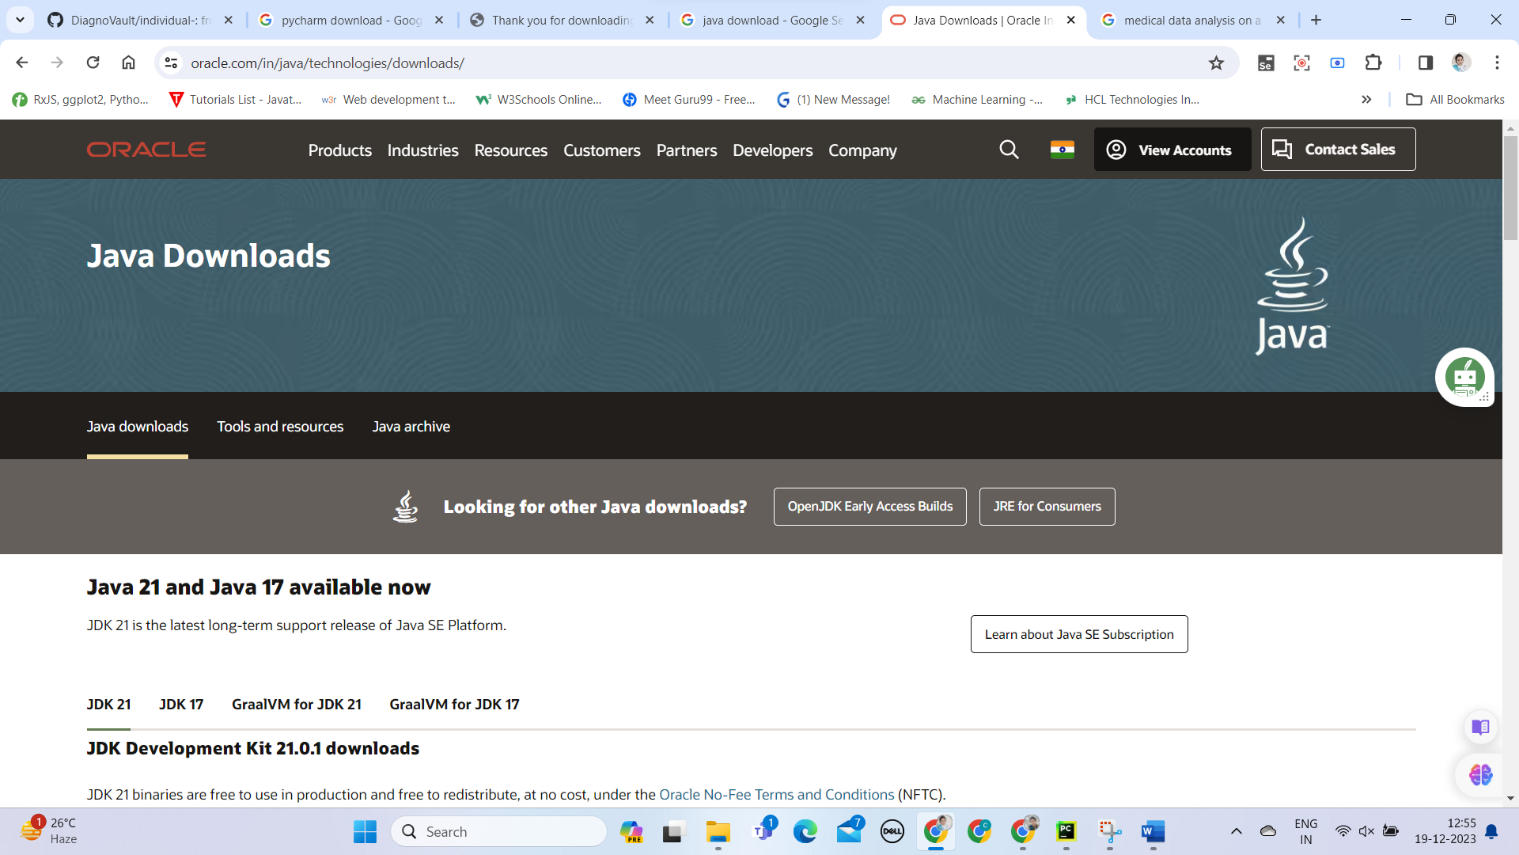 DiagnoVault/individual-: fr
pycharm download - Goog
Thank you for downloading
java download - Google Se
Java Downloads | Oracle In
medical data analysis on a
oracle.com/in/java/technologies/downloads/
Se
RxJS, ggplot2, Pytho...
Tutorials List - Javat...
w3r Web development t...
W3Schools Online...
Meet Guru99 - Free...
(1) New Message!
Machine Learning -...
HCL Technologies In...
All Bookmarks
ORACLE
Products
Industries
Resources
Customers
Partners
Developers
Company
View Accounts
Contact Sales
Java Downloads
Java
Java downloads
Tools and resources
Java archive
Looking for other Java downloads?
OpenJDK Early Access Builds
JRE for Consumers
Java 21 and Java 17 available now
JDK 21 is the latest long-term support release of Java SE Platform.
Learn about Java SE Subscription
JDK 21
JDK 17
GraalVM for JDK 21
GraalVM for JDK 17
JDK Development Kit 21.0.1 downloads
JDK 21 binaries are free to use in production and free to redistribute, at no cost, under the Oracle No-Fee Terms and Conditions (NFTC).
1
26°C
Haze
Search
PRE
1
7
DELL
C
PC
W
ENG
IN
12:55
19-12-2023